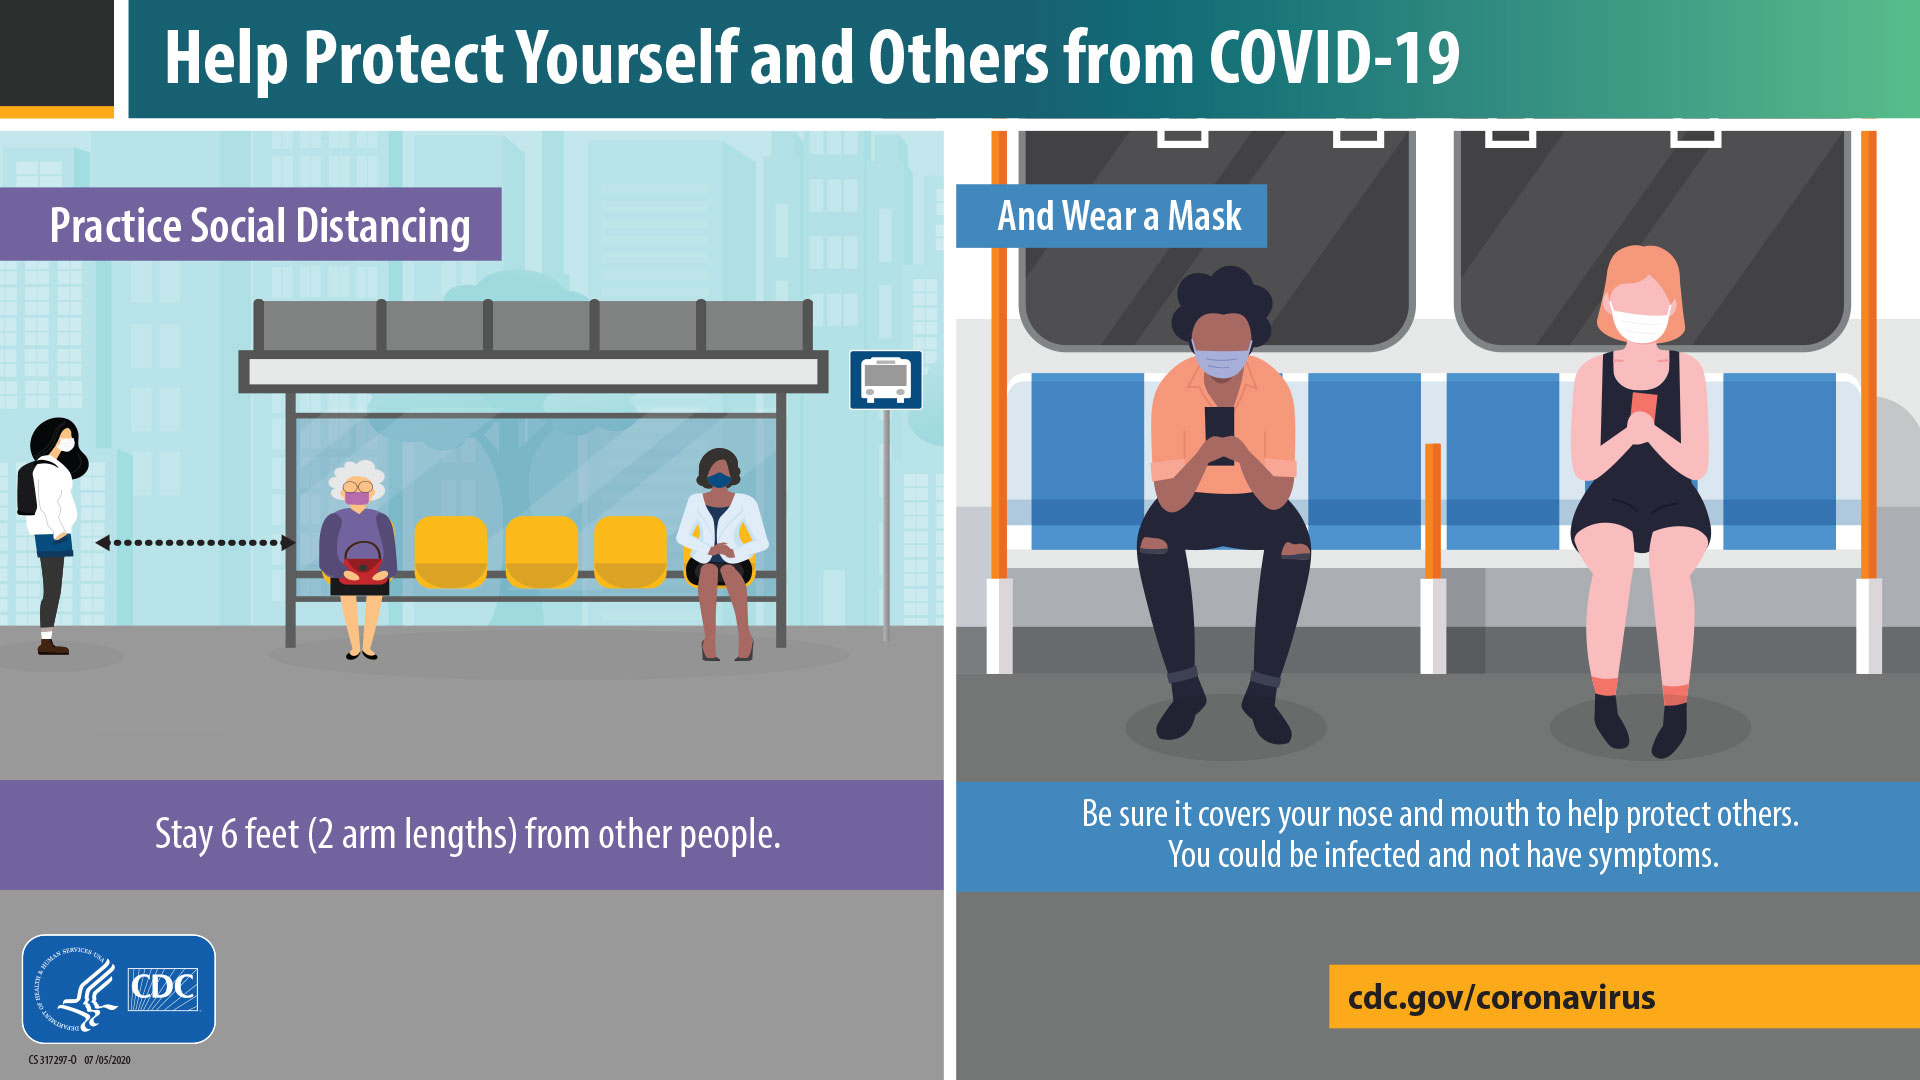 Help Protect Yourself and Others from COVID-19
Practice Social Distancing
Stay 6 feet (2 arm lengths) from other people.
And Wear a Mask
Be sure it covers your nose and mouth to help protect others.
You could be infected and not have symptoms.
DEPARTMENT OF HEALTH & HUMAN SERVICES·USA
CDC
CS 317297-O 07/05/2020
cdc.gov/coronavirus